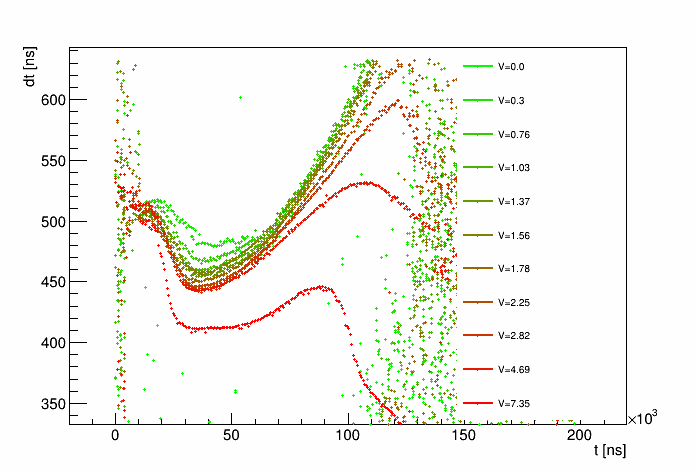 dt [ns]
600
550
500
450
400
350
V=0.0
V=0.3
V=0.76
V=1.03
V=1.37
V=1.56
V=1.78
V=2.25
V=2.82
V=4.69
V=7.35
0 50 100 150 200
×10³
t [ns]